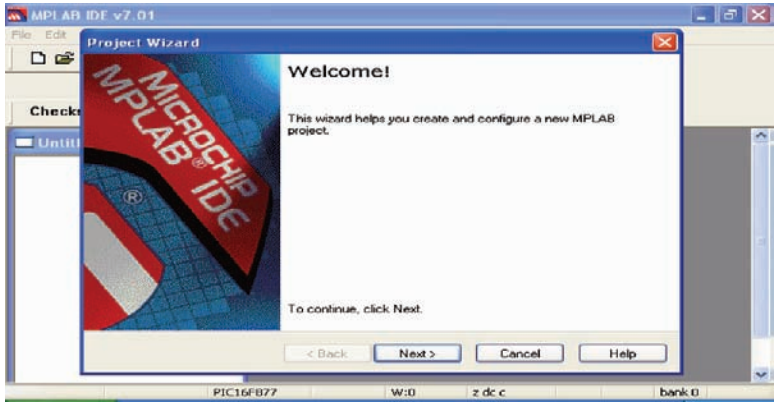 MPLAB IDE v7.01
File Edit
Project Wizard
Welcome!
This wizard helps you create and configure a new MPLAB
project.
MICROCHIP
MPLAB® IDE
®
Check
Untitl
To continue, click Next.
< Back Next > Cancel Help
PIC16F877 W:0 z dc c bank 0